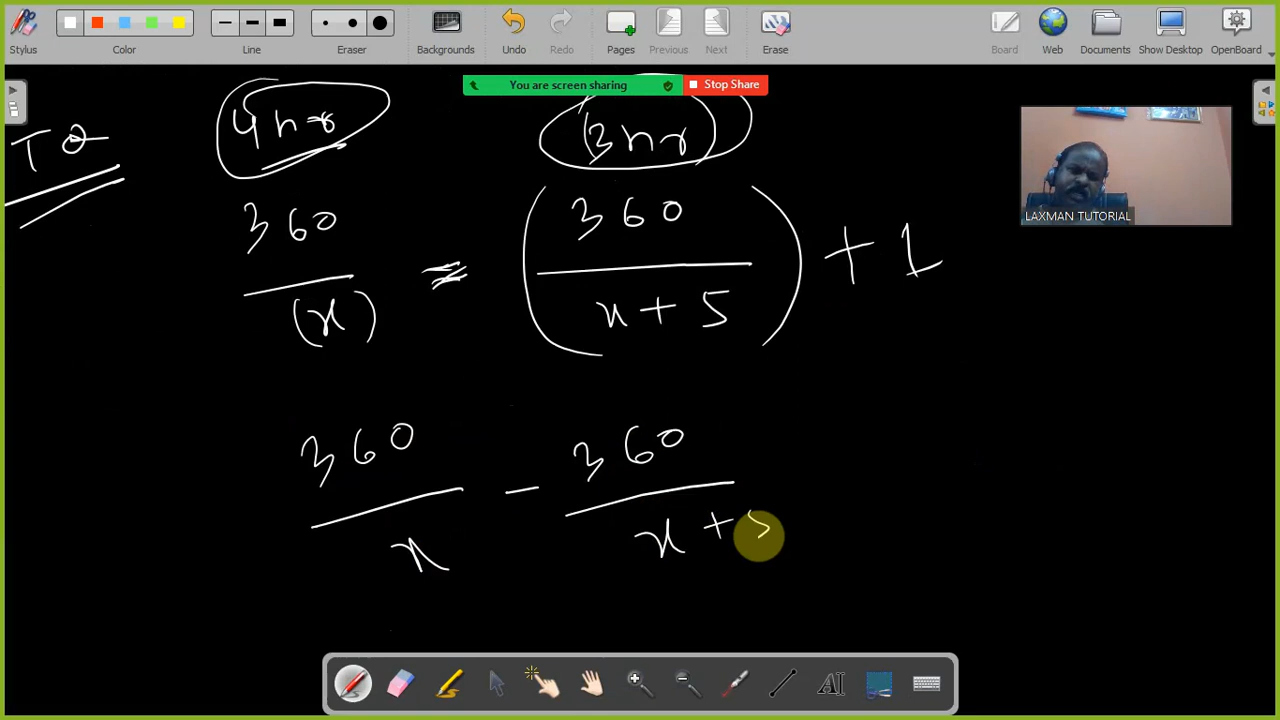 Stylus Color Line Eraser Backgrounds Undo Redo Pages Previous Next Erase Board Web Documents Show Desktop OpenBoard
You are screen sharing Stop Share
4hr (3hr)
360/(x) = (360/x+5) + 1
LAXMAN TUTORIAL
360/x - 360/x+5
AI